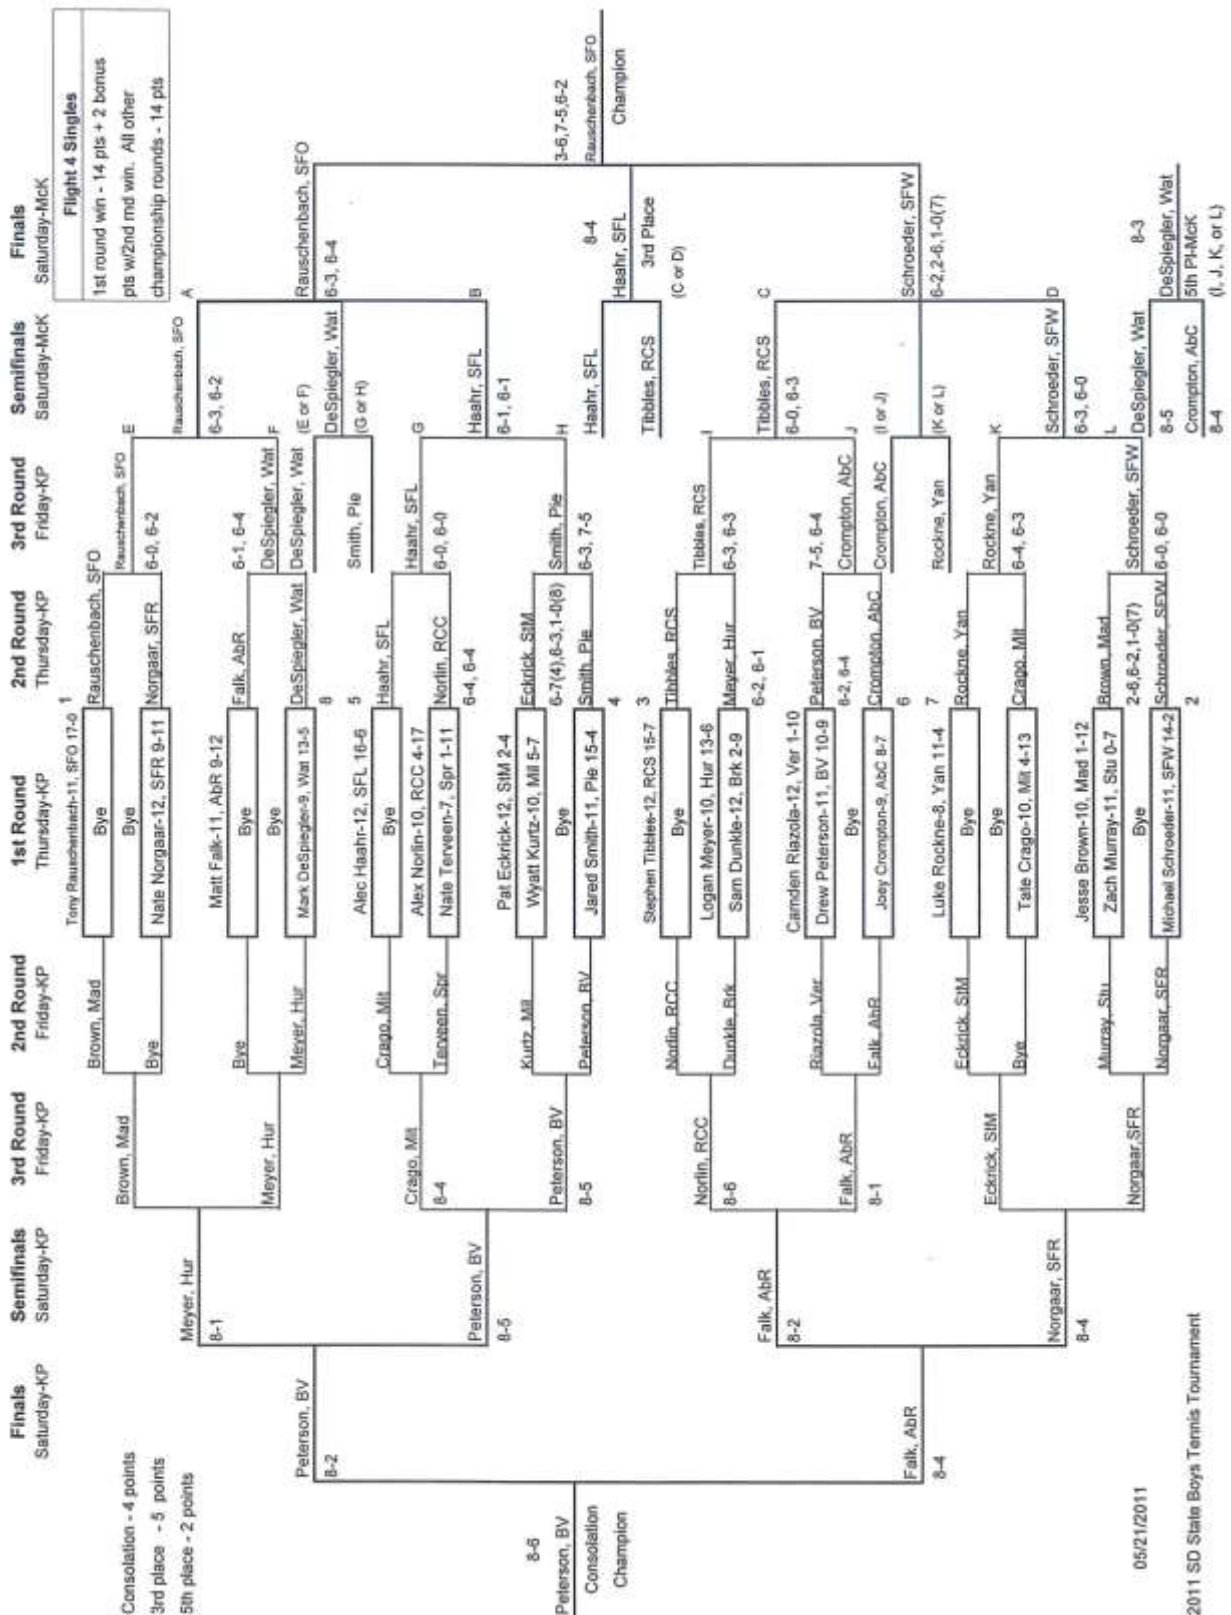 Finals
Saturday-KP
Semifinals
Saturday-KP
3rd Round
Friday-KP
2nd Round
Friday-KP
1st Round
Thursday-KP
2nd Round
Thursday-KP
3rd Round
Friday-KP
Semifinals
Saturday-McK
Finals
Saturday-McK
Flight 4 Singles
1st round win - 14 pts + 2 bonus
pts w/2nd rnd win. All other
championship rounds - 14 pts
Consolation - 4 points
3rd place - 5 points
5th place - 2 points
Tony Rauschenbach-11, SFO 17-0
1
Bye
Bye
Nate Norgar-12, SFR 9-11
Matt Falk-11, AbR 9-12
Bye
Bye
Mark DeSpiegler-9, Wat 13-5
8
Alec Haahr-12, SFL 16-6
5
Bye
Alex Norlin-10, RCC 4-17
Nate Terveen-7, Spr 1-11
Pat Eckrick-12, StM 2-4
Wyatt Kurtz-10, Mil 5-7
Bye
Jared Smith-11, Pie 15-4
4
Stephen Tibbles-12, RCS 15-7
3
Bye
Logan Meyer-10, Hur 13-6
Sam Dunkle-12, Brk 2-9
Camden Riazola-12, Ver 1-10
Drew Peterson-11, BV 10-9
Bye
Joey Crompton-9, AbC 8-7
6
Luke Rockne-8, Yan 11-4
7
Bye
Bye
Tate Crago-10, Mit 4-13
Jesse Brown-10, Mad 1-12
Zach Murray-11, Stu 0-7
Bye
Michael Schroeder-11, SFW 14-2
2
Rauschenbach, SFO
Norgaar, SFR
Falk, AbR
DeSpiegler, Wat
Haahr, SFL
Norlin, RCC
6-4, 6-4
Eckrick, StM
6-7(4),6-3,1-0(8)
Smith, Pie
Tibbles, RCS
Meyer, Hur
6-2, 6-1
Peterson, BV
6-2, 6-4
Crompton, AbC
Rockne, Yan
Crago, Mit
Brown, Mad
2-6,6-2,1-0(7)
Schroeder, SFW
Rauschenbach, SFO
E
6-0, 6-2
6-1, 6-4
DeSpiegler, Wat
F
DeSpiegler, Wat
(E or F)
Smith, Pie
(G or H)
Haahr, SFL
G
6-0, 6-0
Smith, Pie
H
6-3, 7-5
Tibbles, RCS
I
6-3, 6-3
7-5, 6-4
Crompton, AbC
J
Crompton, AbC
(I or J)
Rockne, Yan
(K or L)
Rockne, Yan
K
6-4, 6-3
Schroeder, SFW
L
6-0, 6-0
Rauschenbach, SFO
A
6-3, 6-2
DeSpiegler, Wat
Haahr, SFL
B
6-1, 6-1
Haahr, SFL
Tibbles, RCS
Tibbles, RCS
C
6-0, 6-3
Schroeder, SFW
D
6-3, 6-0
DeSpiegler, Wat
8-5
Crompton, AbC
8-4
Rauschenbach, SFO
6-3, 6-4
8-4
Haahr, SFL
3rd Place
(C or D)
Schroeder, SFW
6-2,2-6,1-0(7)
8-3
DeSpiegler, Wat
5th Pl-McK
(I, J, K, or L)
3-6,7-5,6-2
Rauschenbach, SFO
Champion
Brown, Mad
Bye
Bye
Meyer, Hur
Crago, Mit
Terveen, Spr
Kurtz, Mil
Peterson, BV
Norlin, RCC
Dunkle, Brk
Riazola, Ver
Falk, AbR
Eckrick, StM
Bye
Murray, Stu
Norgaar, SFR
Brown, Mad
Meyer, Hur
Crago, Mit
8-4
Peterson, BV
8-5
Norlin, RCC
8-6
Falk, AbR
8-1
Eckrick, StM
Norgaar,SFR
Meyer, Hur
8-1
Peterson, BV
8-5
Falk, AbR
8-2
Norgaar, SFR
8-4
Peterson, BV
8-2
Falk, AbR
8-4
8-6
Peterson, BV
Consolation
Champion
05/21/2011
2011 SD State Boys Tennis Tournament